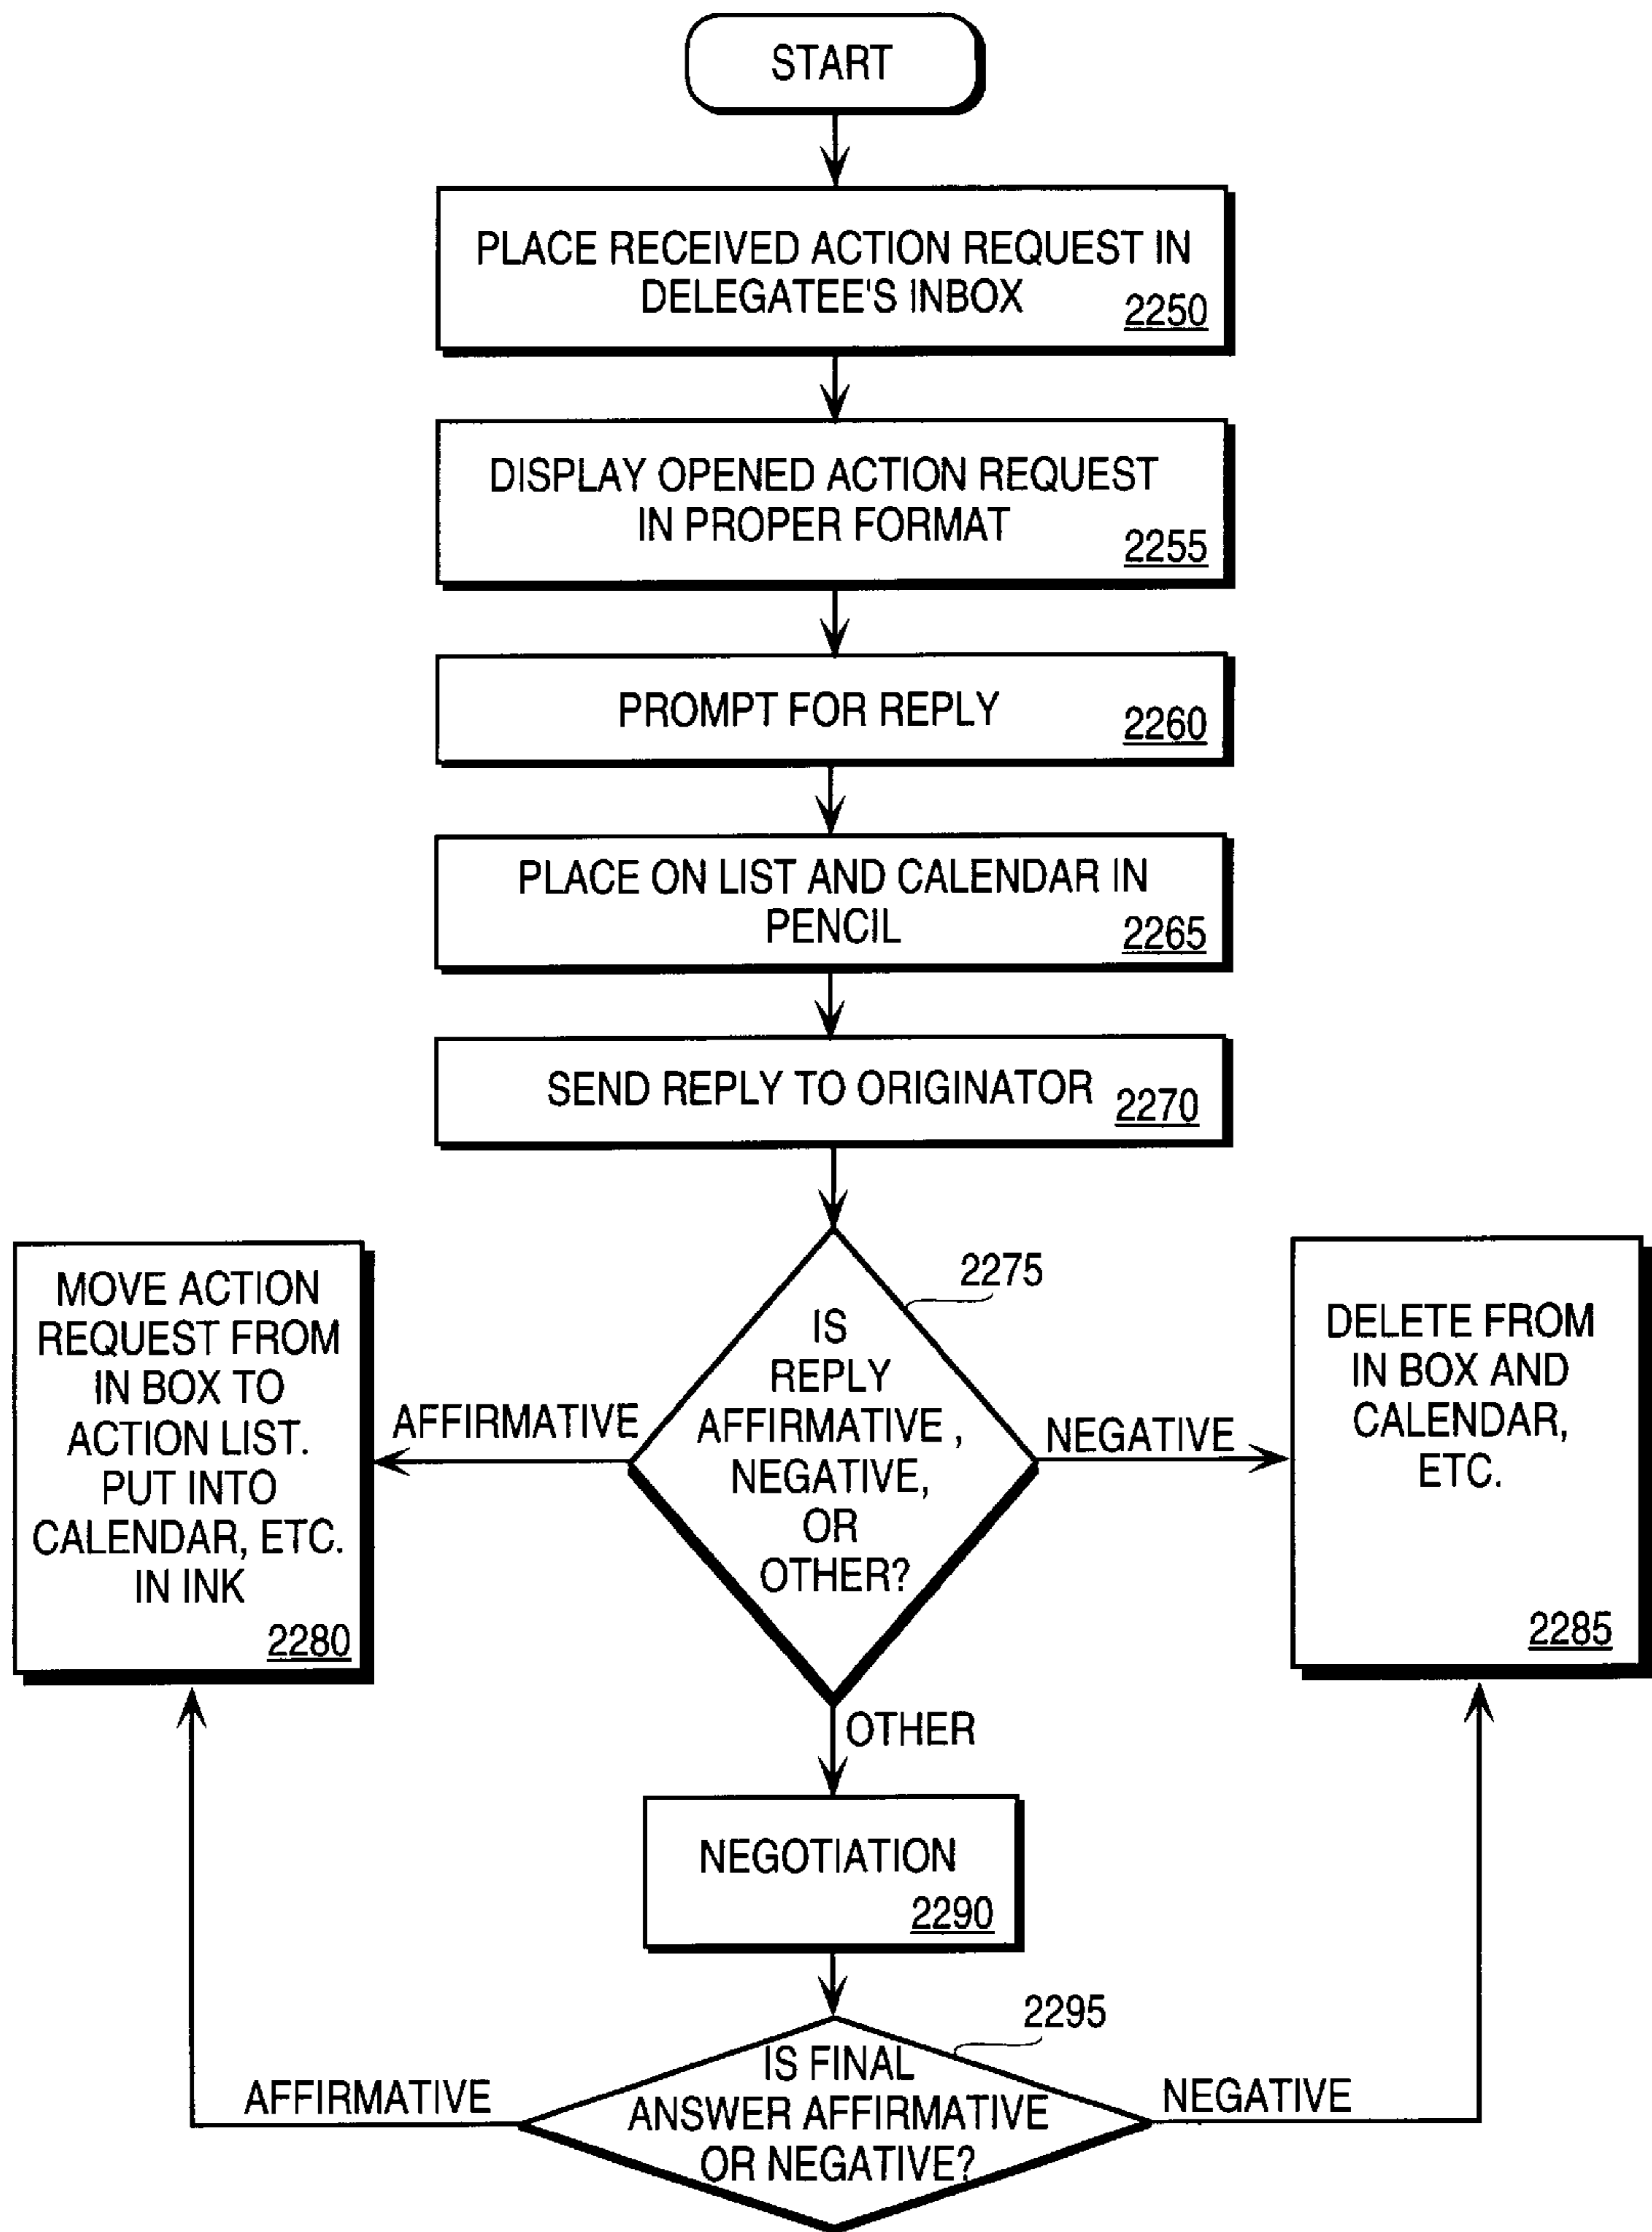 START
PLACE RECEIVED ACTION REQUEST IN
DELEGATEE'S INBOX
2250
DISPLAY OPENED ACTION REQUEST
IN PROPER FORMAT
2255
PROMPT FOR REPLY
2260
PLACE ON LIST AND CALENDAR IN
PENCIL
2265
SEND REPLY TO ORIGINATOR
2270
2275
IS
REPLY
AFFIRMATIVE ,
NEGATIVE,
OR
OTHER?
AFFIRMATIVE
MOVE ACTION
REQUEST FROM
IN BOX TO
ACTION LIST.
PUT INTO
CALENDAR, ETC.
IN INK
2280
NEGATIVE
DELETE FROM
IN BOX AND
CALENDAR,
ETC.
2285
OTHER
NEGOTIATION
2290
2295
IS FINAL
ANSWER AFFIRMATIVE
OR NEGATIVE?
AFFIRMATIVE
NEGATIVE